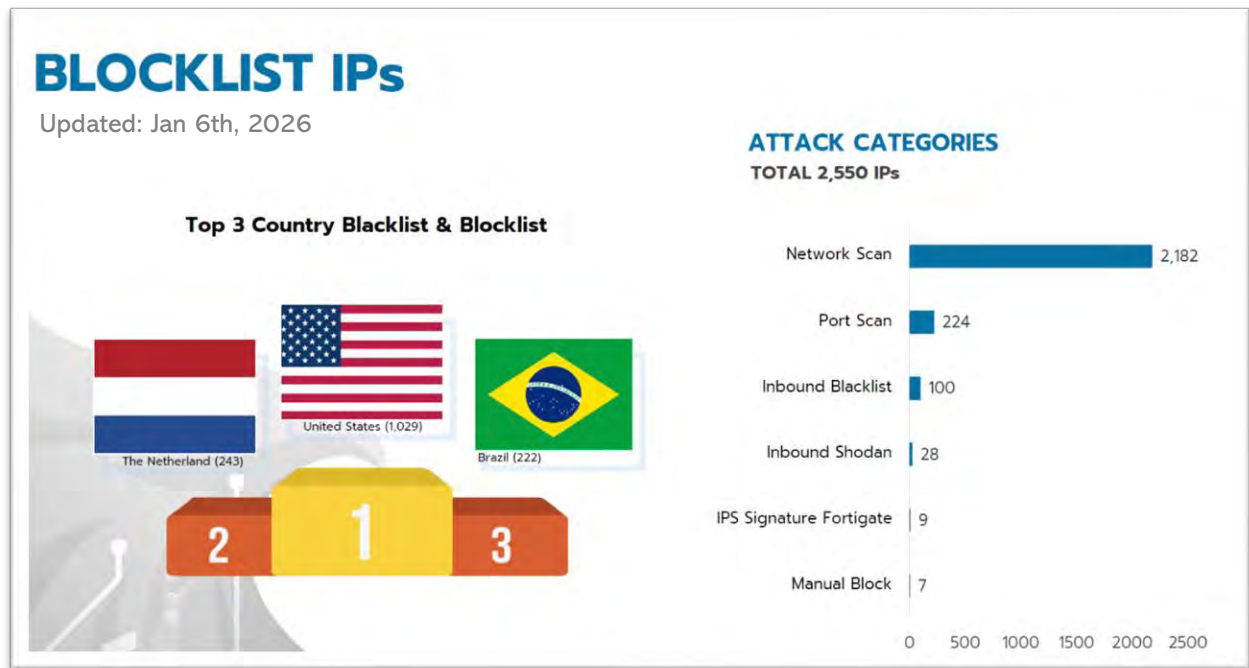 BLOCKLIST IPs
Updated: Jan 6th, 2026
Top 3 Country Blacklist & Blocklist
The Netherland (243)
United States (1,029)
Brazil (222)
2
1
3
ATTACK CATEGORIES
TOTAL 2,550 IPs
Network Scan 2,182
Port Scan 224
Inbound Blacklist 100
Inbound Shodan 28
IPS Signature Fortigate 9
Manual Block 7
0 500 1000 1500 2000 2500